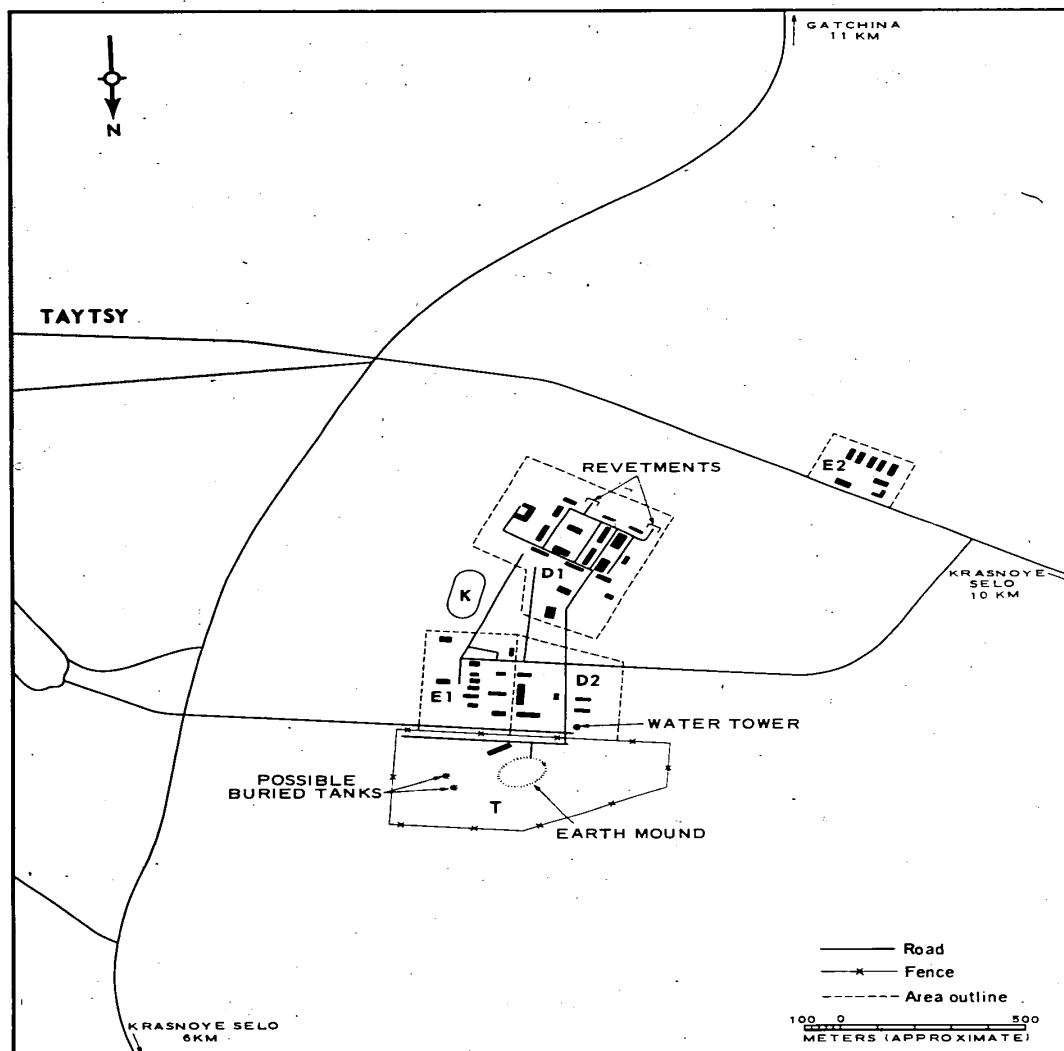 GATCHINA
11 KM
N
TAYTSY
REVETMENTS
E2
KRASNOYE
SELO
10 KM
D1
K
E1
D2
WATER TOWER
POSSIBLE
BURIED TANKS
T
EARTH MOUND
Road
Fence
Area outline
100 0 500
METERS (APPROXIMATE)
KRASNOYE SELO
6KM